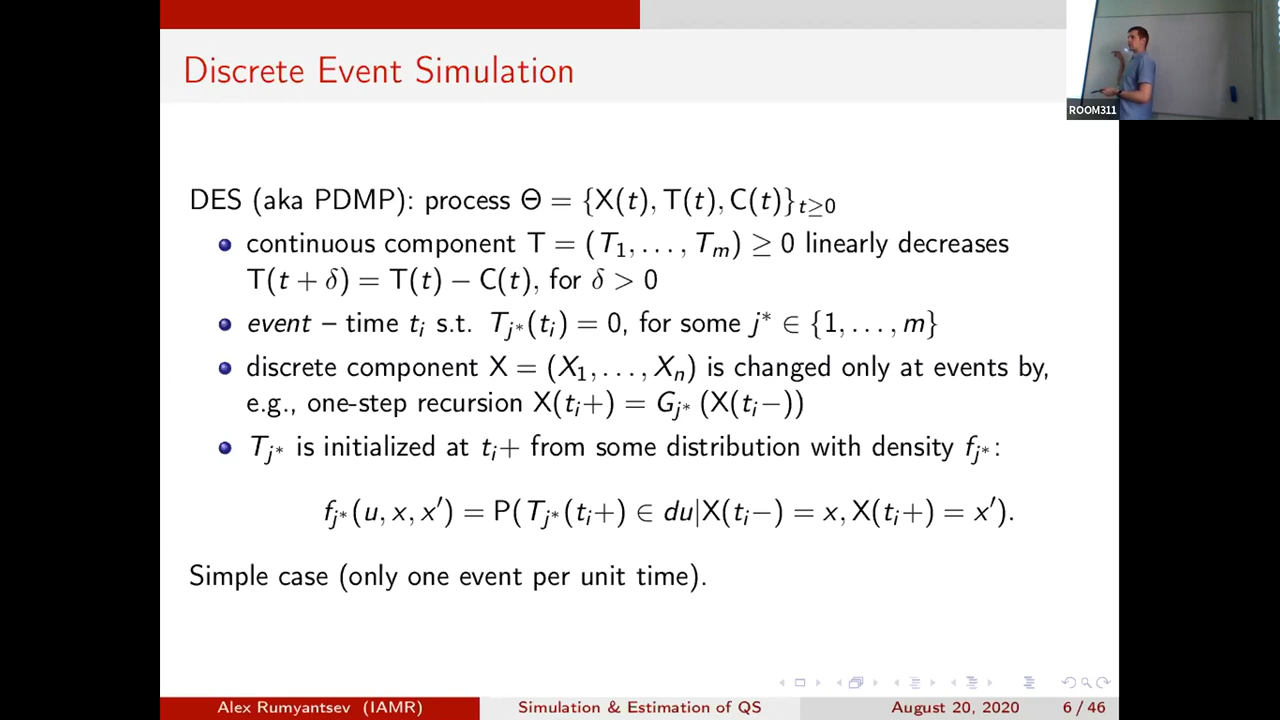 Discrete Event Simulation
ROOM311
DES (aka PDMP): process Θ = {X(t), T(t), C(t)}_{t≥0}
continuous component T = (T_1, . . . , T_m) ≥ 0 linearly decreases
T(t + δ) = T(t) − C(t), for δ > 0
event – time t_i s.t. T_{j*}(t_i) = 0, for some j* ∈ {1, . . . , m}
discrete component X = (X_1, . . . , X_n) is changed only at events by,
e.g., one-step recursion X(t_i+) = G_{j*} (X(t_i−))
T_{j*} is initialized at t_i+ from some distribution with density f_{j*}:
f_{j*}(u, x, x′) = P(T_{j*}(t_i+) ∈ du|X(t_i−) = x, X(t_i+) = x′).
Simple case (only one event per unit time).
Alex Rumyantsev (IAMR)
Simulation & Estimation of QS
August 20, 2020
6 / 46